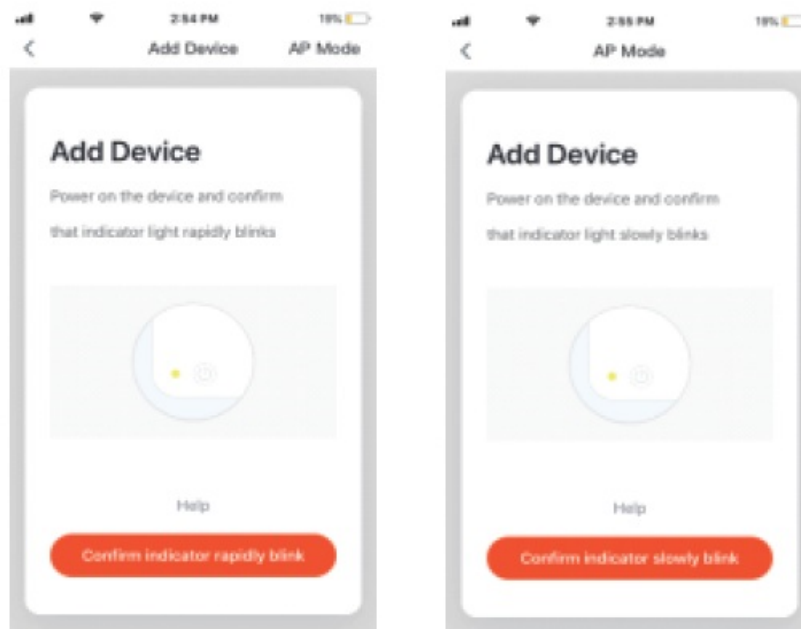 2:54 PM
19%
Add Device
AP Mode
Add Device
Power on the device and confirm
that indicator light rapidly blinks
Help
Confirm indicator rapidly blink
2:55 PM
19%
AP Mode
Add Device
Power on the device and confirm
that indicator light slowly blinks
Help
Confirm indicator slowly blink